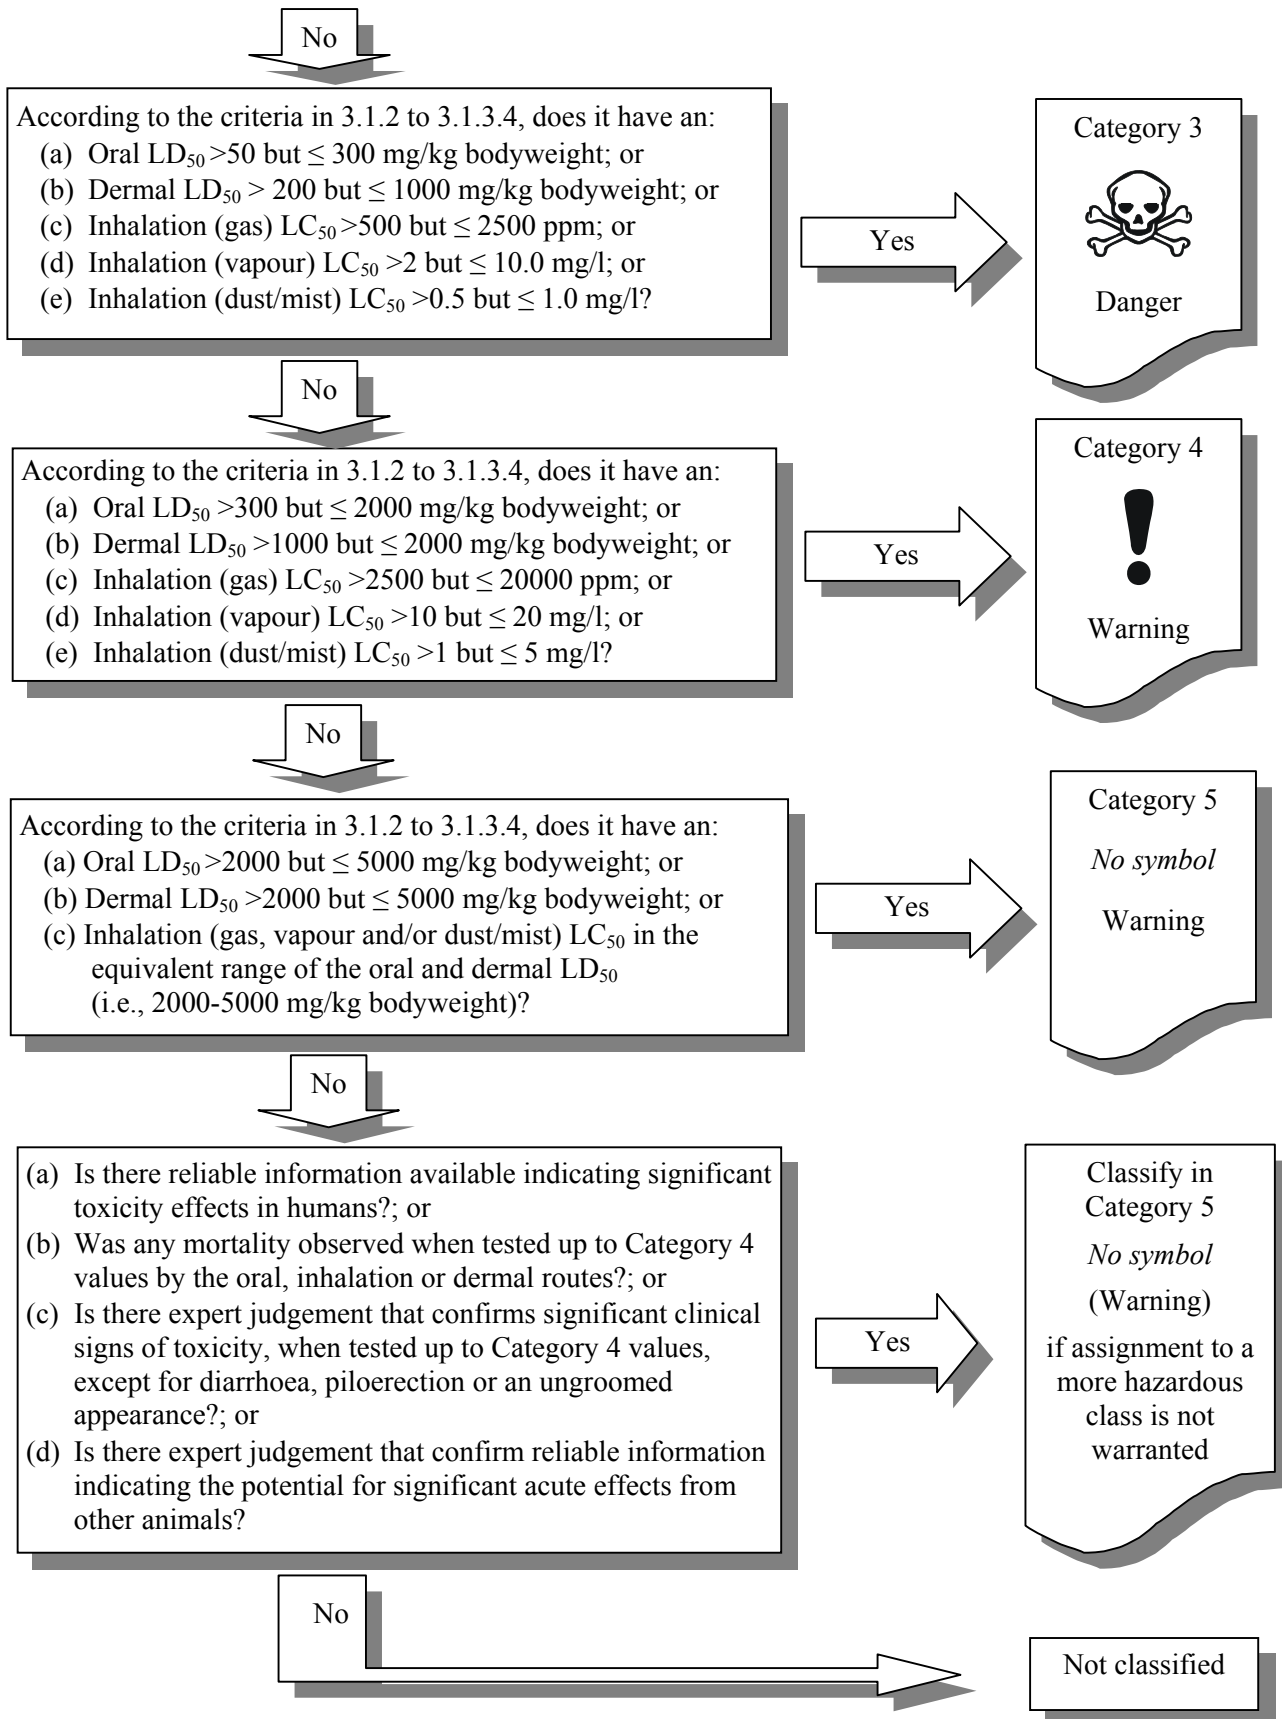 No
According to the criteria in 3.1.2 to 3.1.3.4, does it have an:
(a) Oral LD50 >50 but ≤ 300 mg/kg bodyweight; or
(b) Dermal LD50 > 200 but ≤ 1000 mg/kg bodyweight; or
(c) Inhalation (gas) LC50 >500 but ≤ 2500 ppm; or
(d) Inhalation (vapour) LC50 >2 but ≤ 10.0 mg/l; or
(e) Inhalation (dust/mist) LC50 >0.5 but ≤ 1.0 mg/l?
Yes
Category 3
Danger
No
According to the criteria in 3.1.2 to 3.1.3.4, does it have an:
(a) Oral LD50 >300 but ≤ 2000 mg/kg bodyweight; or
(b) Dermal LD50 >1000 but ≤ 2000 mg/kg bodyweight; or
(c) Inhalation (gas) LC50 >2500 but ≤ 20000 ppm; or
(d) Inhalation (vapour) LC50 >10 but ≤ 20 mg/l; or
(e) Inhalation (dust/mist) LC50 >1 but ≤ 5 mg/l?
Yes
Category 4
!
Warning
No
According to the criteria in 3.1.2 to 3.1.3.4, does it have an:
(a) Oral LD50 >2000 but ≤ 5000 mg/kg bodyweight; or
(b) Dermal LD50 >2000 but ≤ 5000 mg/kg bodyweight; or
(c) Inhalation (gas, vapour and/or dust/mist) LC50 in the
equivalent range of the oral and dermal LD50
(i.e., 2000-5000 mg/kg bodyweight)?
Yes
Category 5
No symbol
Warning
No
(a) Is there reliable information available indicating significant
toxicity effects in humans?; or
(b) Was any mortality observed when tested up to Category 4
values by the oral, inhalation or dermal routes?; or
(c) Is there expert judgement that confirms significant clinical
signs of toxicity, when tested up to Category 4 values,
except for diarrhoea, piloerection or an ungroomed
appearance?; or
(d) Is there expert judgement that confirm reliable information
indicating the potential for significant acute effects from
other animals?
Yes
Classify in
Category 5
No symbol
(Warning)
if assignment to a
more hazardous
class is not
warranted
No
Not classified